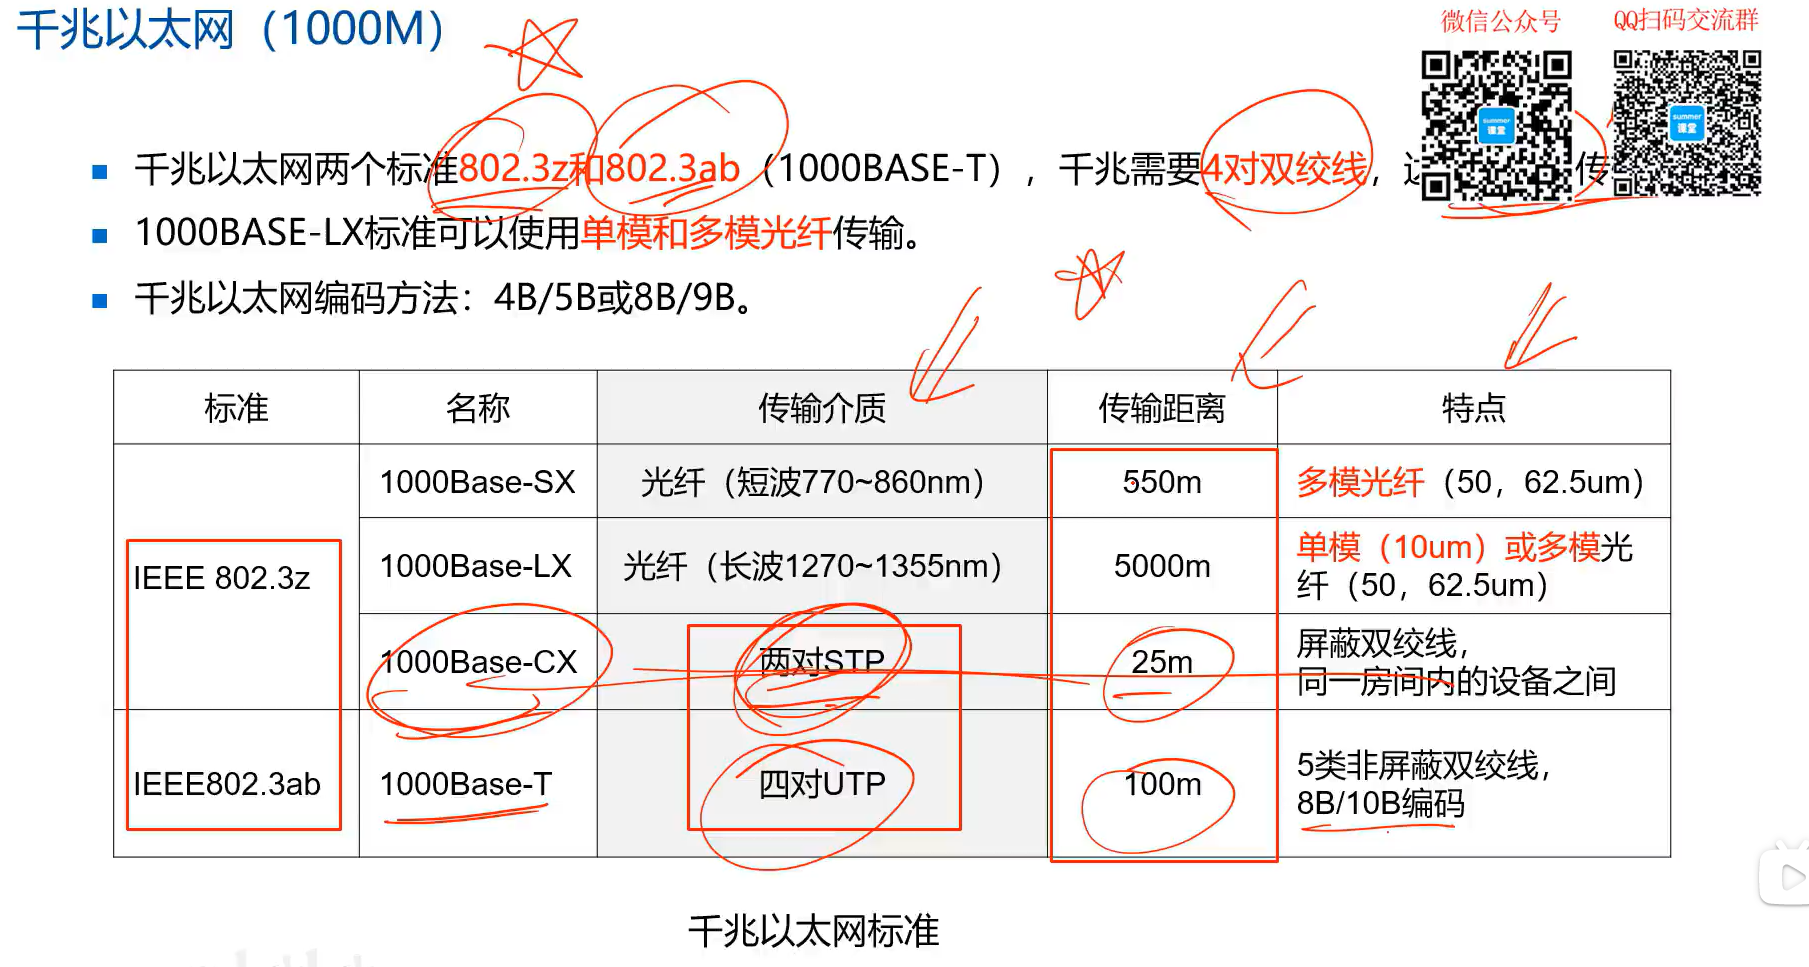 千兆以太网（1000M）
微信公众号
QQ扫码交流群
summer
课堂
summer
课堂
千兆以太网两个标准802.3z和802.3ab（1000BASE-T），千兆需要4对双绞线，
1000BASE-LX标准可以使用单模和多模光纤传输。
千兆以太网编码方法：4B/5B或8B/9B。
标准 名称 传输介质 传输距离 特点
IEEE 802.3z
1000Base-SX 光纤（短波770~860nm） 550m 多模光纤（50，62.5um）
1000Base-LX 光纤（长波1270~1355nm） 5000m 单模（10um）或多模光
纤（50，62.5um）
1000Base-CX 两对STP 25m 屏蔽双绞线，
同一房间内的设备之间
IEEE802.3ab 1000Base-T 四对UTP 100m 5类非屏蔽双绞线，
8B/10B编码
千兆以太网标准